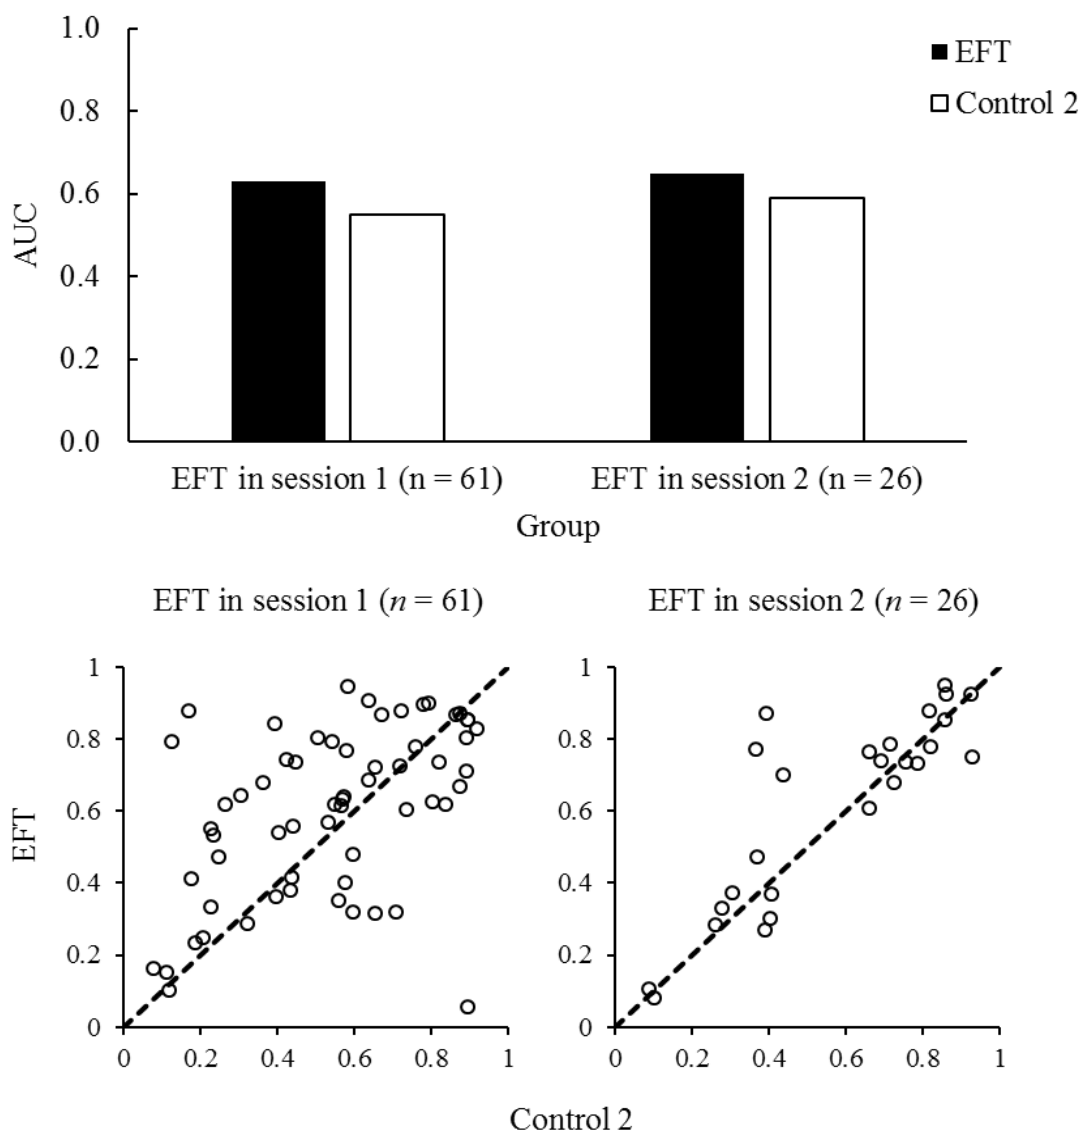 1.0
EFT
Control 2
0.8
0.6
AUC
0.4
0.2
0.0
EFT in session 1 (n = 61)
EFT in session 2 (n = 26)
Group
EFT in session 1 (n = 61)
EFT in session 2 (n = 26)
1
0.8
0.6
EFT
0.4
0.2
0
0 0.2 0.4 0.6 0.8 1
1
0.8
0.6
0.4
0.2
0
0 0.2 0.4 0.6 0.8 1
Control 2